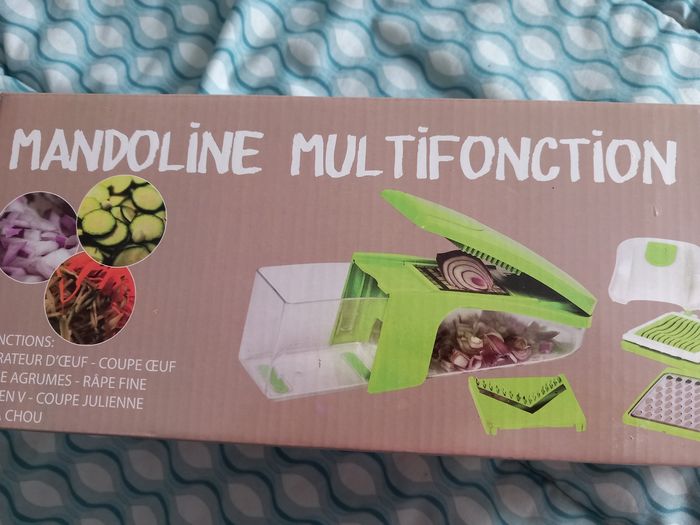 MANDOLINE MULTIFONCTION
NCTIONS:
RATEUR D'ŒUF - COUPE ŒUF
E AGRUMES - RÂPE FINE
EN V - COUPE JULIENNE
CHOU